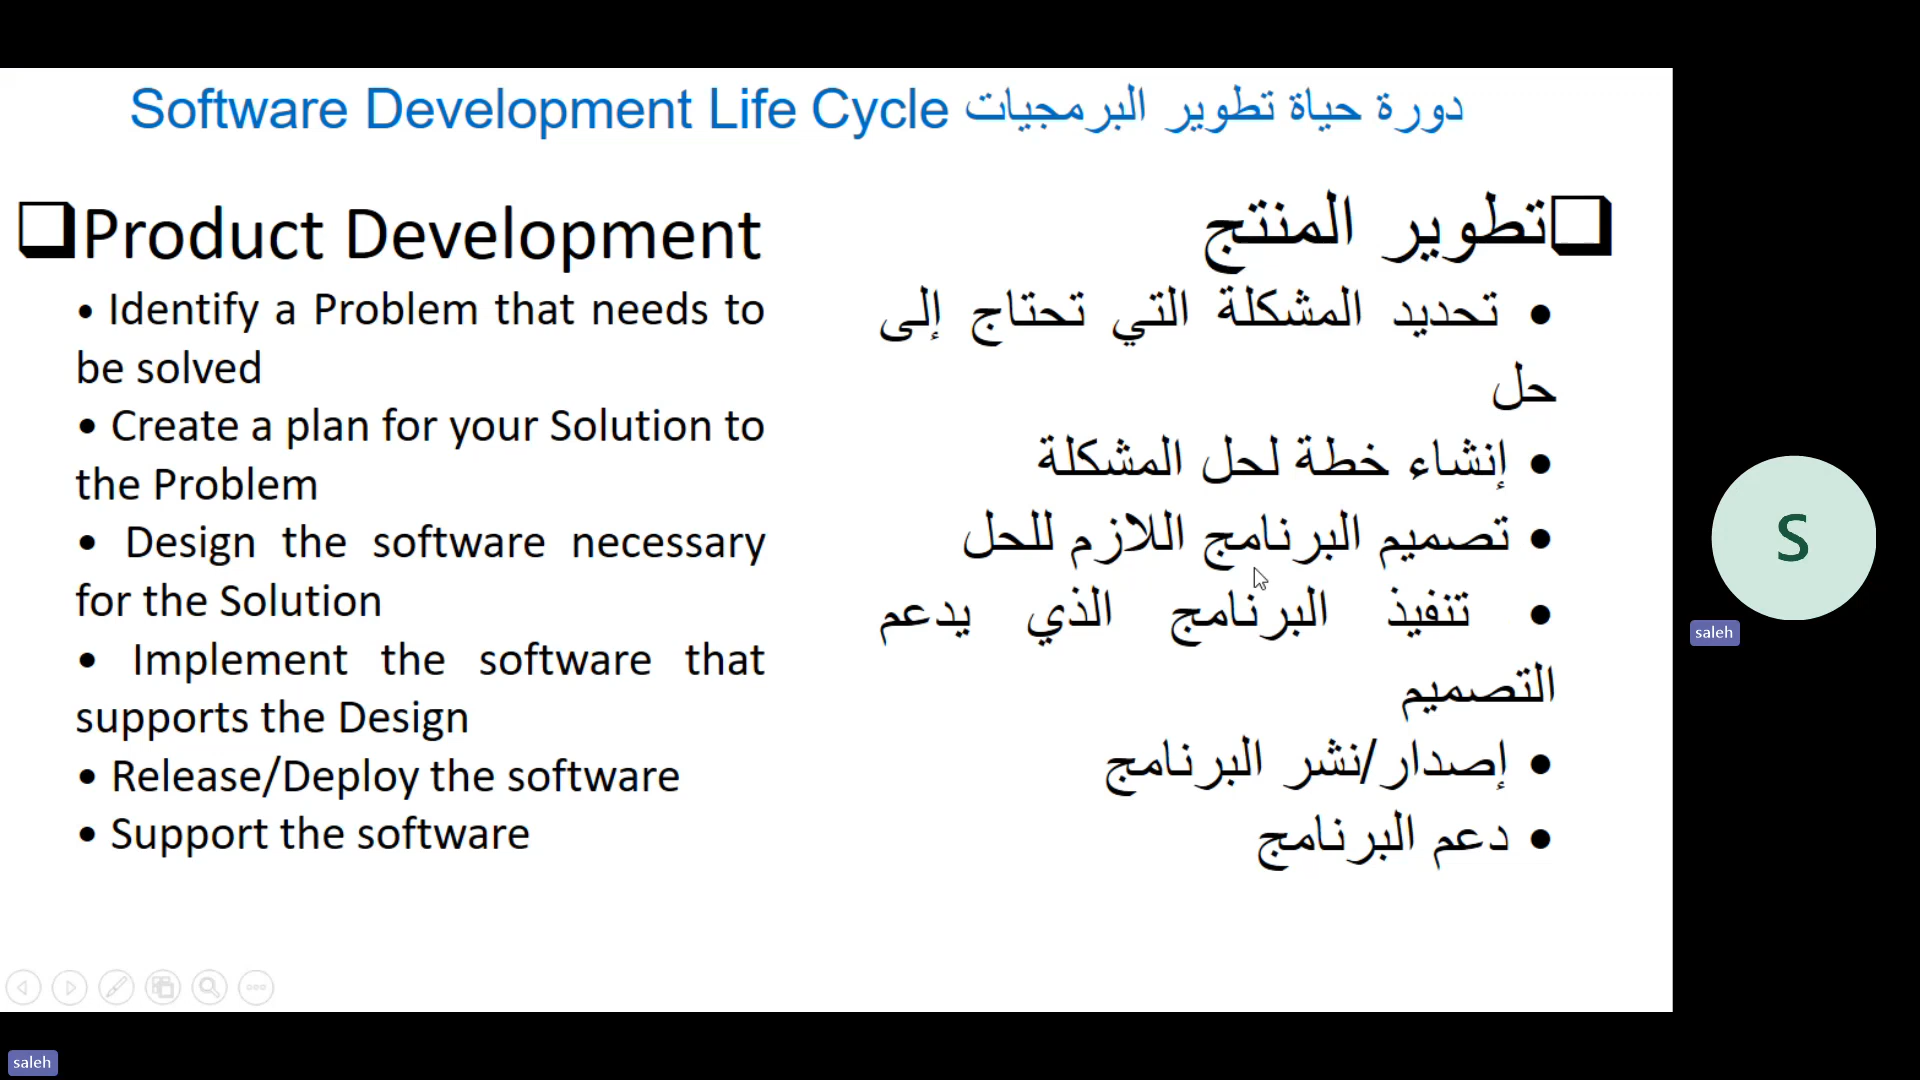 Software Development Life Cycle دورة حياة تطوير البرمجيات
Product Development
• Identify a Problem that needs to
be solved
• Create a plan for your Solution to
the Problem
• Design the software necessary
for the Solution
• Implement the software that
supports the Design
• Release/Deploy the software
• Support the software
تطوير المنتج
• تحديد المشكلة التي تحتاج إلى
حل
• إنشاء خطة لحل المشكلة
• تصميم البرنامج اللازم للحل
• تنفيذ البرنامج الذي يدعم
التصميم
• إصدار/نشر البرنامج
• دعم البرنامج
S
saleh
saleh